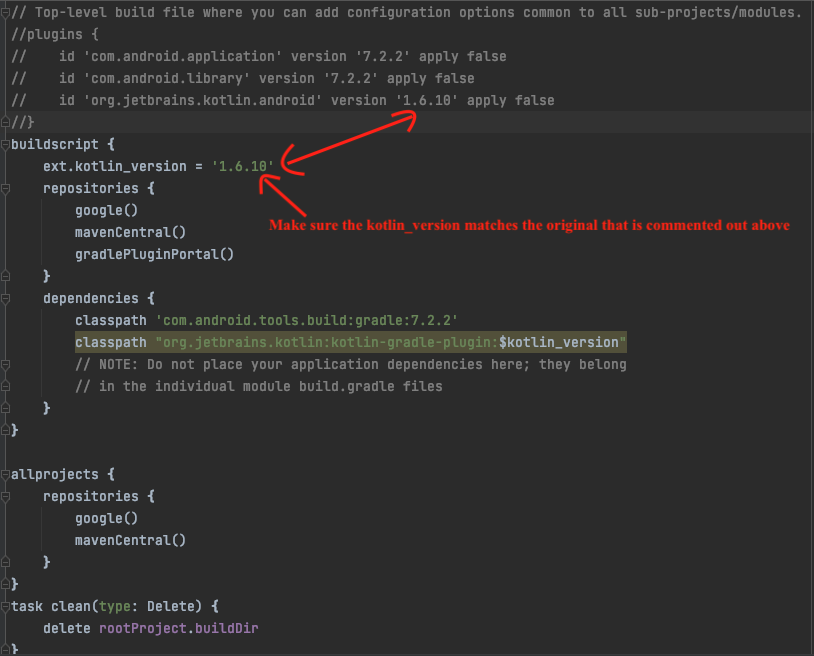 // Top-level build file where you can add configuration options common to all sub-projects/modules.
//plugins {
//    id 'com.android.application' version '7.2.2' apply false
//    id 'com.android.library' version '7.2.2' apply false
//    id 'org.jetbrains.kotlin.android' version '1.6.10' apply false
//}
buildscript {
    ext.kotlin_version = '1.6.10'
    repositories {
        google()
        mavenCentral()
Make sure the kotlin_version matches the original that is commented out above
        gradlePluginPortal()
    }
    dependencies {
        classpath 'com.android.tools.build:gradle:7.2.2'
        classpath "org.jetbrains.kotlin:kotlin-gradle-plugin:$kotlin_version"
        // NOTE: Do not place your application dependencies here; they belong
        // in the individual module build.gradle files
    }
}
allprojects {
    repositories {
        google()
        mavenCentral()
    }
}
task clean(type: Delete) {
    delete rootProject.buildDir
}